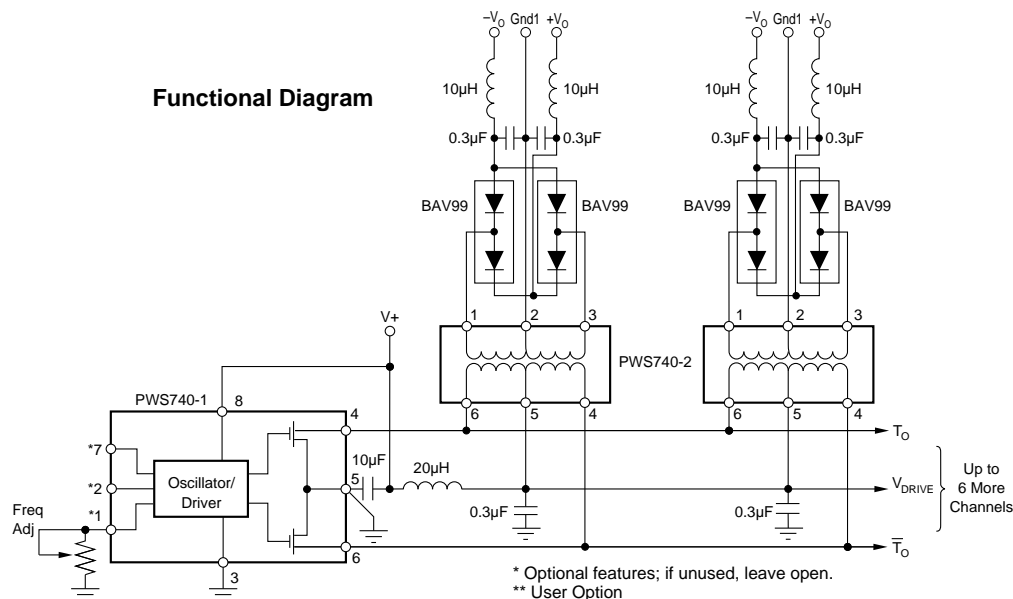 –VO Gnd1 +VO
–VO Gnd1 +VO
Functional Diagram
10µH
10µH
10µH
10µH
0.3µF
0.3µF
0.3µF
0.3µF
BAV99
BAV99
BAV99
BAV99
1
2
3
1
2
3
V+
PWS740-2
PWS740-1
8
4
6
5
4
6
5
4
TO
*7
*2
*1
Oscillator/
Driver
Freq
Adj
10µF
5
20µH
VDRIVE
Up to
6 More
Channels
0.3µF
0.3µF
6
T̅O
3
* Optional features; if unused, leave open.
** User Option